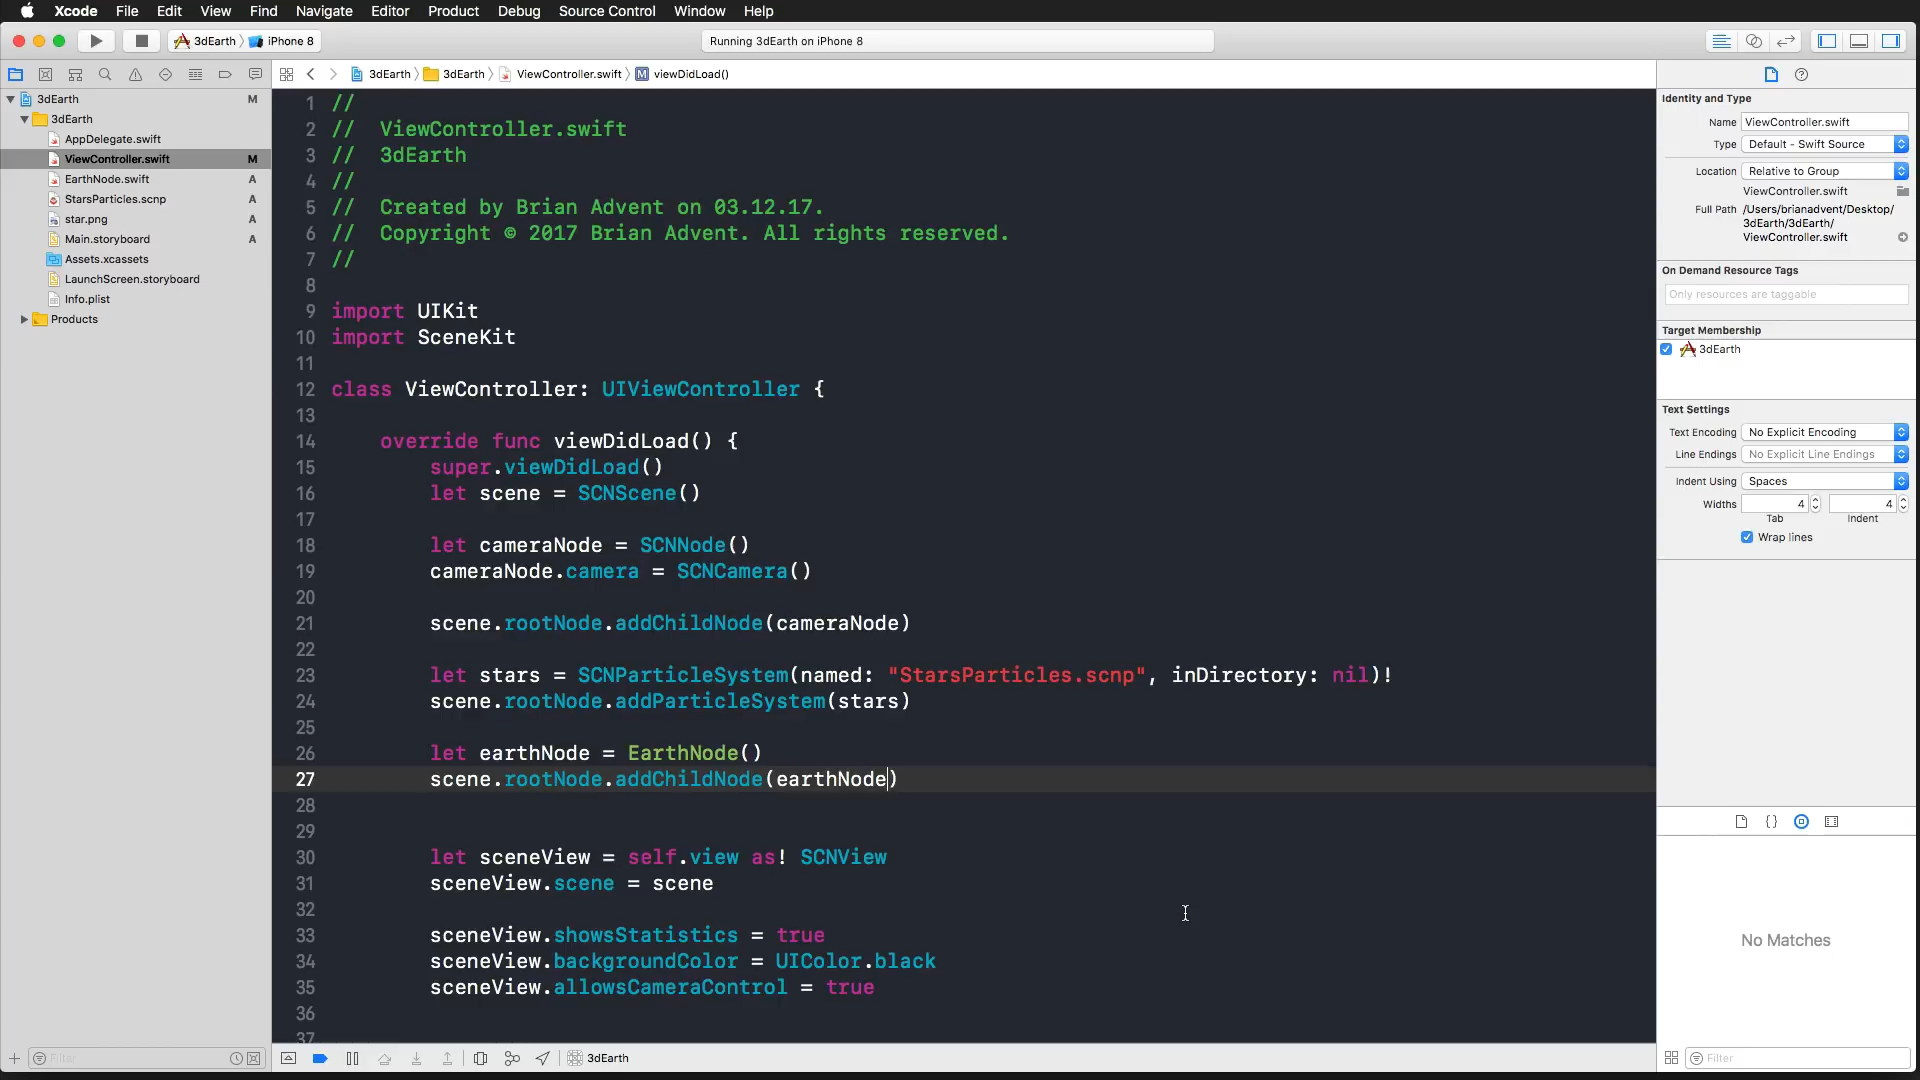 Xcode File Edit View Find Navigate Editor Product Debug Source Control Window Help
3dEarth iPhone 8
Running 3dEarth on iPhone 8
3dEarth 3dEarth ViewController.swift viewDidLoad()
3dEarth M
3dEarth
AppDelegate.swift
ViewController.swift M
EarthNode.swift A
StarsParticles.scnp A
star.png A
Main.storyboard A
Assets.xcassets
LaunchScreen.storyboard
Info.plist
Products
Filter
1 //
2 //  ViewController.swift
3 //  3dEarth
4 //
5 //  Created by Brian Advent on 03.12.17.
6 //  Copyright © 2017 Brian Advent. All rights reserved.
7 //
8
9 import UIKit
10 import SceneKit
11
12 class ViewController: UIViewController {
13
14     override func viewDidLoad() {
15         super.viewDidLoad()
16         let scene = SCNScene()
17
18         let cameraNode = SCNNode()
19         cameraNode.camera = SCNCamera()
20
21         scene.rootNode.addChildNode(cameraNode)
22
23         let stars = SCNParticleSystem(named: "StarsParticles.scnp", inDirectory: nil)!
24         scene.rootNode.addParticleSystem(stars)
25
26         let earthNode = EarthNode()
27         scene.rootNode.addChildNode(earthNode)
28
29
30         let sceneView = self.view as! SCNView
31         sceneView.scene = scene
32
33         sceneView.showsStatistics = true
34         sceneView.backgroundColor = UIColor.black
35         sceneView.allowsCameraControl = true
36
37
3dEarth
Identity and Type
Name ViewController.swift
Type Default - Swift Source
Location Relative to Group
ViewController.swift
Full Path /Users/brianadvent/Desktop/
3dEarth/3dEarth/
ViewController.swift
On Demand Resource Tags
Only resources are taggable
Target Membership
3dEarth
Text Settings
Text Encoding No Explicit Encoding
Line Endings No Explicit Line Endings
Indent Using Spaces
Widths 4 4
Tab Indent
Wrap lines
No Matches
Filter